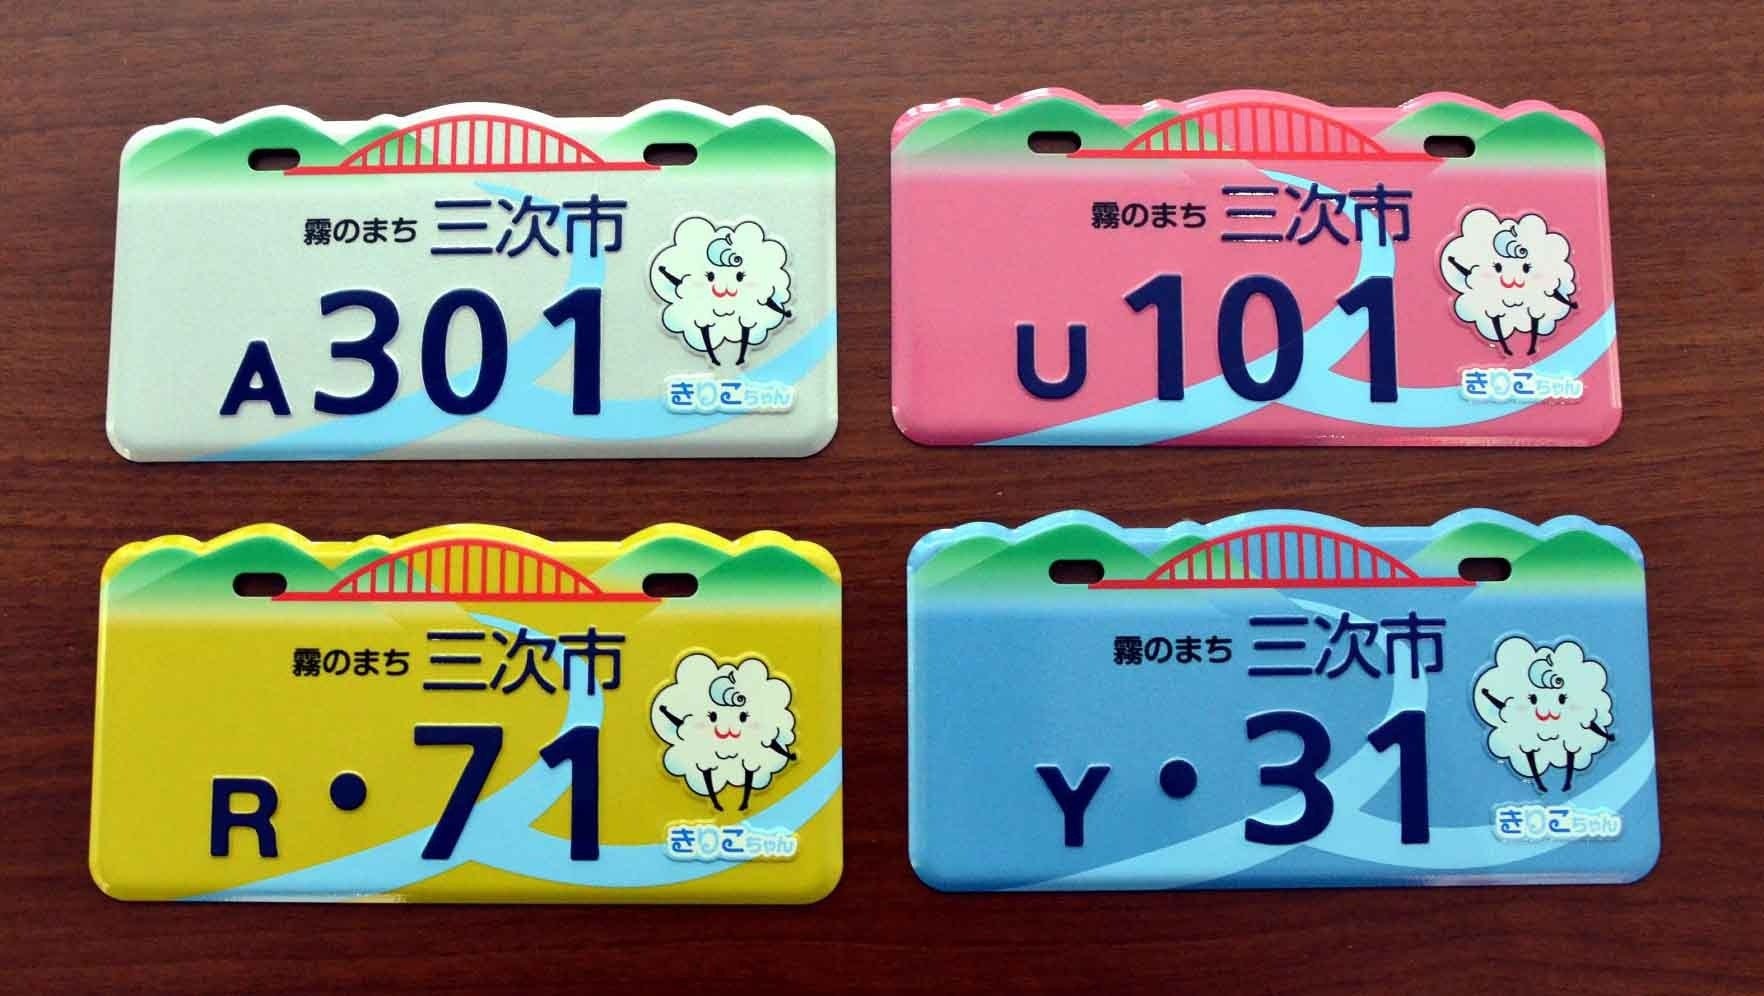 霧のまち 三次市
A 301
きりこちゃん
霧のまち 三次市
U 101
きりこちゃん
霧のまち 三次市
R ・71
きりこちゃん
霧のまち 三次市
Y ・31
きりこちゃん